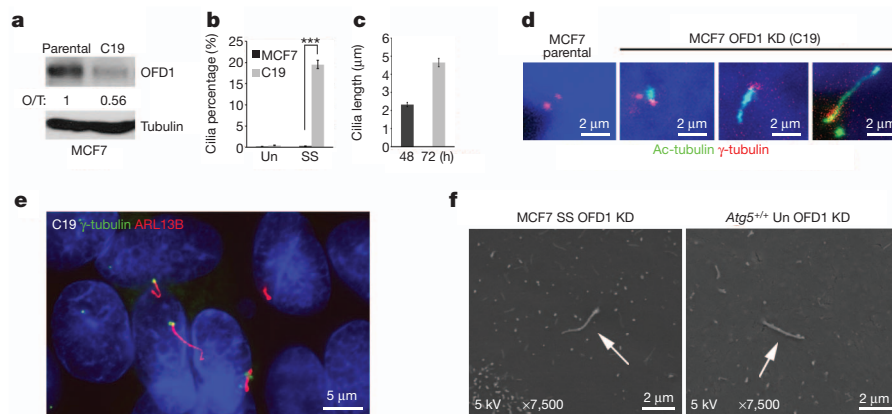 a
Parental C19
OFD1
O/T: 1 0.56
Tubulin
MCF7
b
Cilia percentage (%)
25
20
15
10
5
0
***
MCF7
C19
Un SS
c
Cilia length (μm)
6
5
4
3
2
1
0
48 72 (h)
d
MCF7 parental
MCF7 OFD1 KD (C19)
2 μm 2 μm 2 μm 2 μm
Ac-tubulin γ-tubulin
e
C19 γ-tubulin ARL13B
5 μm
f
MCF7 SS OFD1 KD
Atg5+/+ Un OFD1 KD
5 kV ×7,500 2 μm
5 kV ×7,500 2 μm